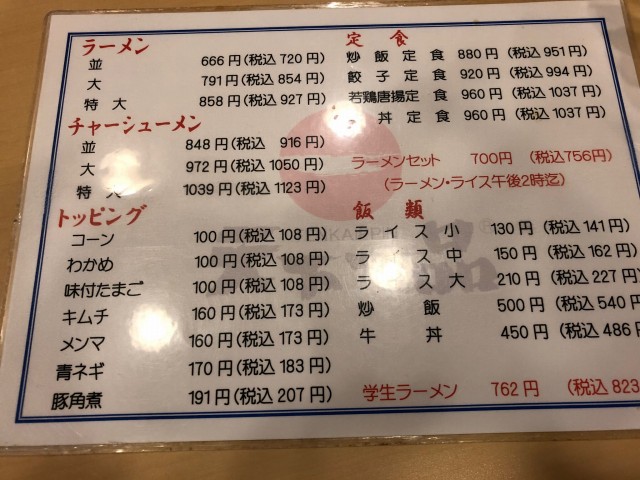 ラーメン
並 666円(税込 720円)
大 791円(税込 854円)
特大 858円(税込 927円)
チャーシューメン
並 848円(税込 916円)
大 972円(税込 1050円)
特大 1039円(税込 1123円)
トッピング
コーン 100円(税込 108円)
わかめ 100円(税込 108円)
味付たまご 100円(税込 108円)
キムチ 160円(税込 173円)
メンマ 160円(税込 173円)
青ネギ 170円(税込 183円)
豚角煮 191円(税込 207円)
定食
炒飯定食 880円(税込951円)
餃子定食 920円(税込 994円)
若鶏唐揚定食 960円(税込 1037円)
丼定食 960円(税込 1037円)
ラーメンセット 700円 (税込756円)
(ラーメン・ライス午後2時迄)
飯類
ライス小 130円(税込 141円)
ライス中 150円(税込 162円)
ライス大 210円(税込 227円)
炒飯 500円(税込 540円
牛丼 450円(税込 486円
学生ラーメン 762円 (税込 823